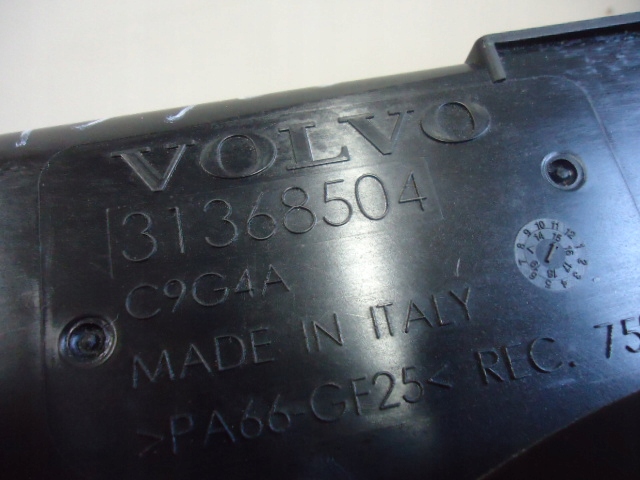 VOLVO
31368504
C9G4A
MADE IN ITALY
>PA66-GF25< REC. 75